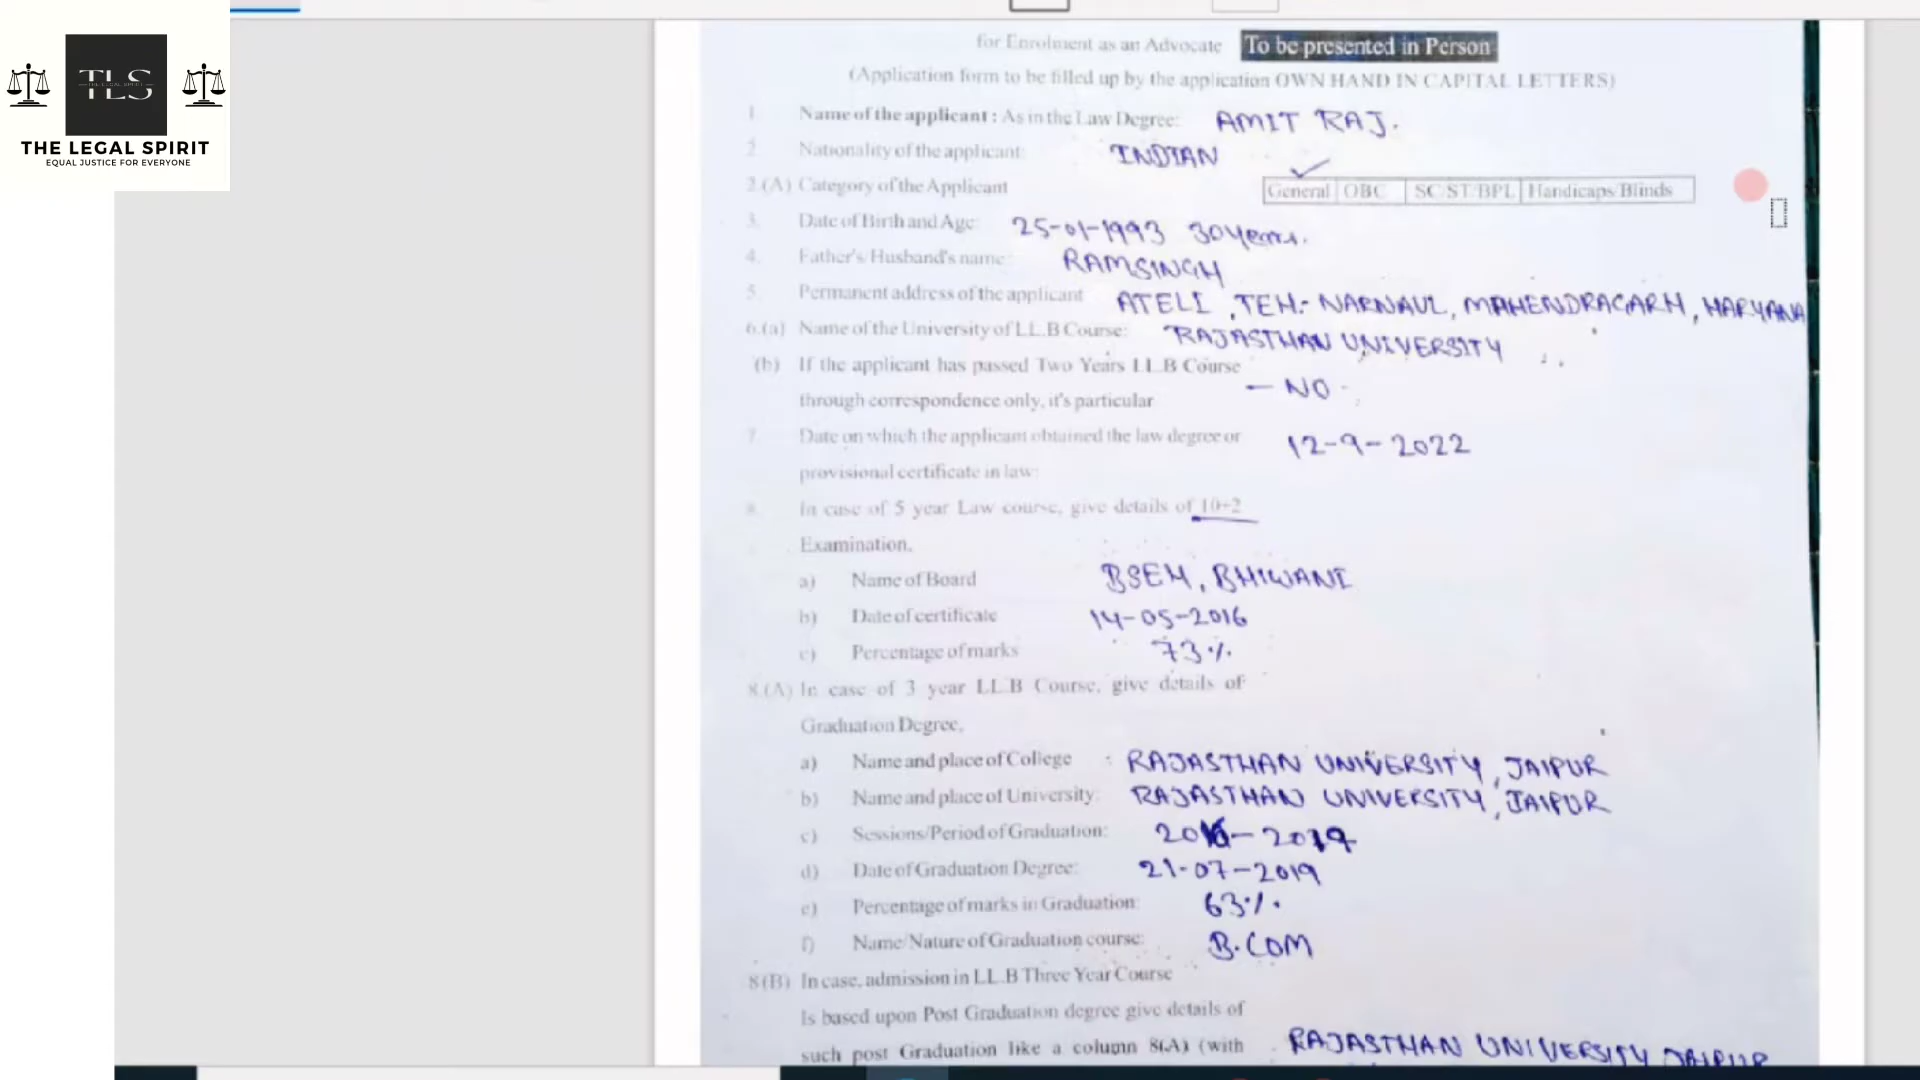 TLS
THE LEGAL SPIRIT
THE LEGAL SPIRIT
EQUAL JUSTICE FOR EVERYONE
for Enrolment as an Advocate To be presented in Person
(Application form to be filled up by the application OWN HAND IN CAPITAL LETTERS)
1. Name of the applicant : As in the Law Degree: AMIT RAJ.
2. Nationality of the applicant: INDIAN
2.(A) Category of the Applicant General OBC SC/ST/BPL Handicaps/Blinds
3. Date of Birth and Age: 25-01-1993 30 years.
4. Father's/Husband's name: RAMSINGH
5. Permanent address of the applicant ATELI, TEH:- NARNAUL, MAHENDRAGARH, HARYANA
6.(a) Name of the University of LL.B Course: RAJASTHAN UNIVERSITY
(b) If the applicant has passed Two Years LL.B Course
through correspondence only, it's particular — NO
7. Date on which the applicant obtained the law degree or 12-9-2022
provisional certificate in law:
8. In case of 5 year Law course, give details of 10+2
Examination.
a) Name of Board BSEH, BHIWANI
b) Date of certificate 14-05-2016
c) Percentage of marks 73%
8.(A) In case of 3 year LL.B Course, give details of
Graduation Degree.
a) Name and place of College : RAJASTHAN UNIVERSITY, JAIPUR
b) Name and place of University: RAJASTHAN UNIVERSITY, JAIPUR
c) Sessions/Period of Graduation: 2016-2019
d) Date of Graduation Degree: 21-07-2019
e) Percentage of marks in Graduation: 63%.
f) Name/Nature of Graduation course: B.COM
8(B) In case, admission in LL.B Three Year Course
Is based upon Post Graduation degree give details of
such post Graduation like a column 8(A) (with RAJASTHAN UNIVERSITY JAIPUR